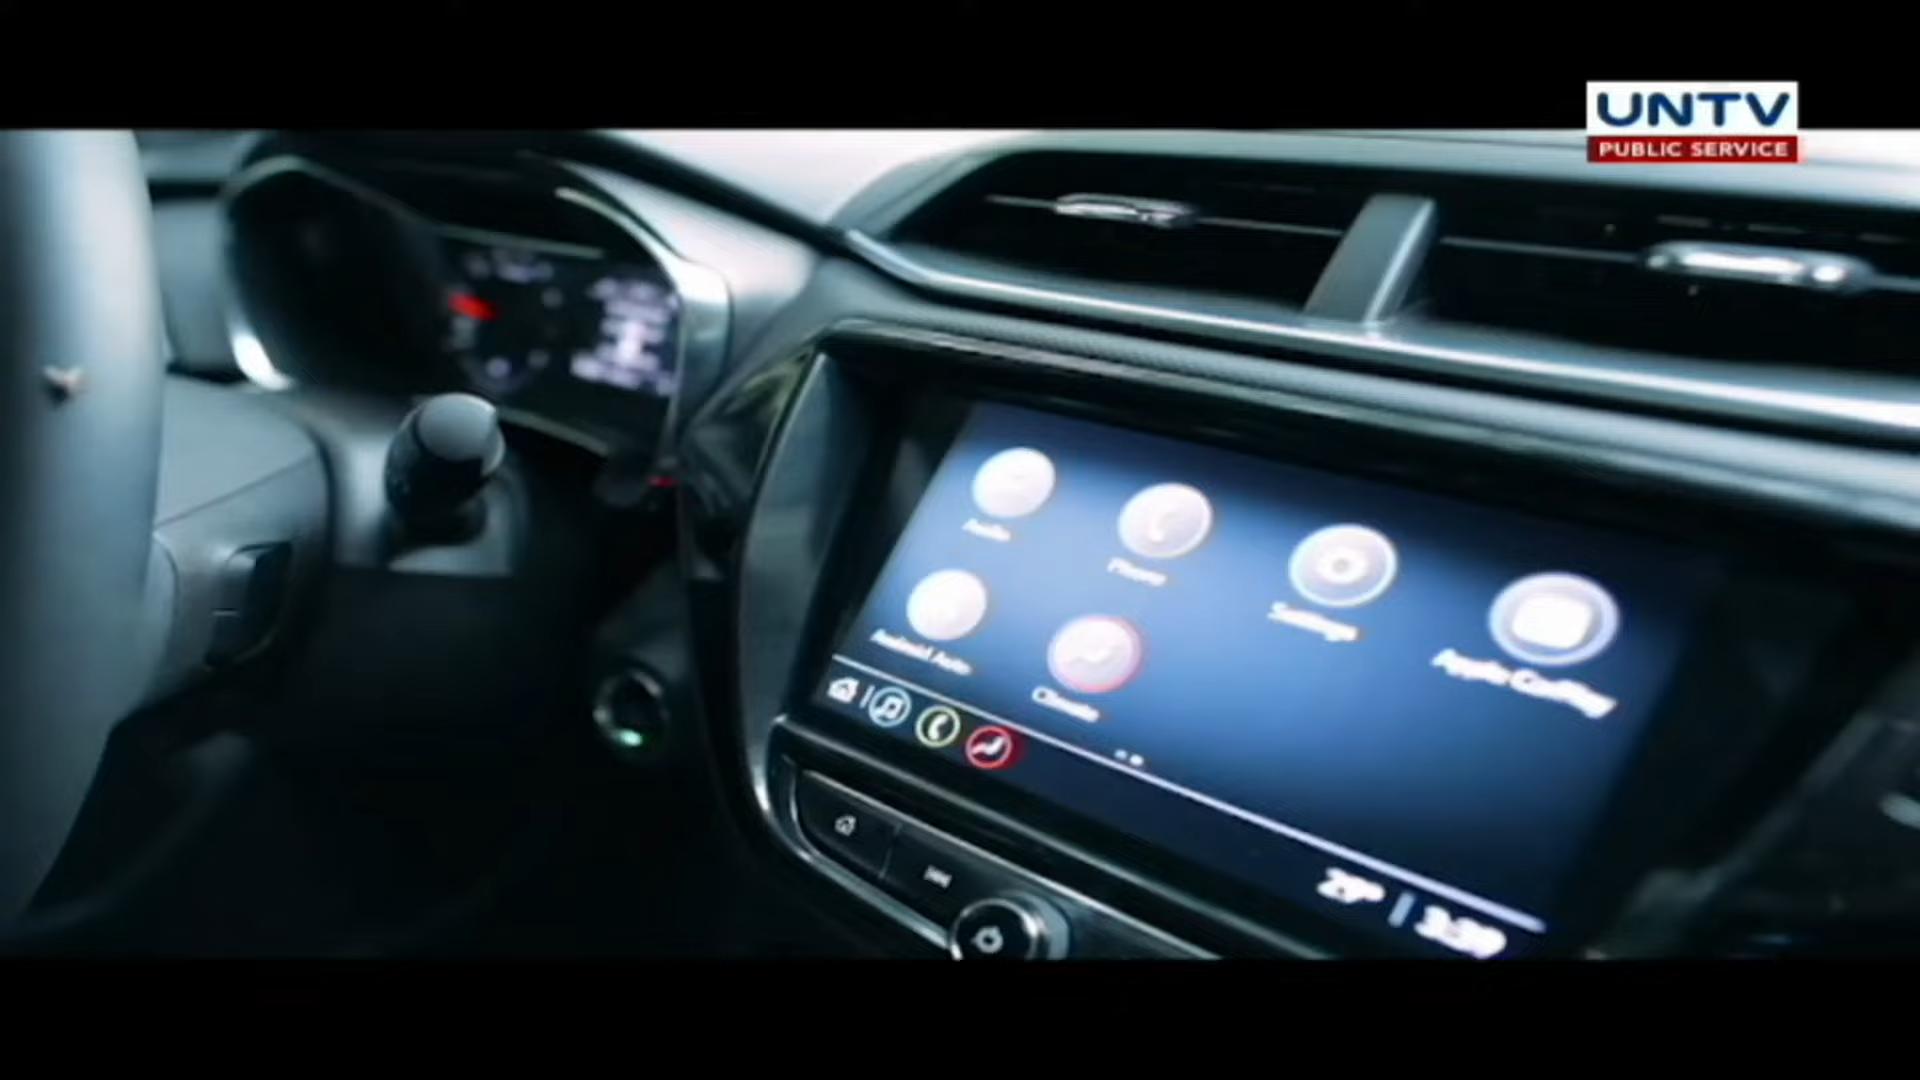 UNTV
PUBLIC SERVICE
Audio
Phone
Settings
Apple CarPlay
Android Auto
Climate